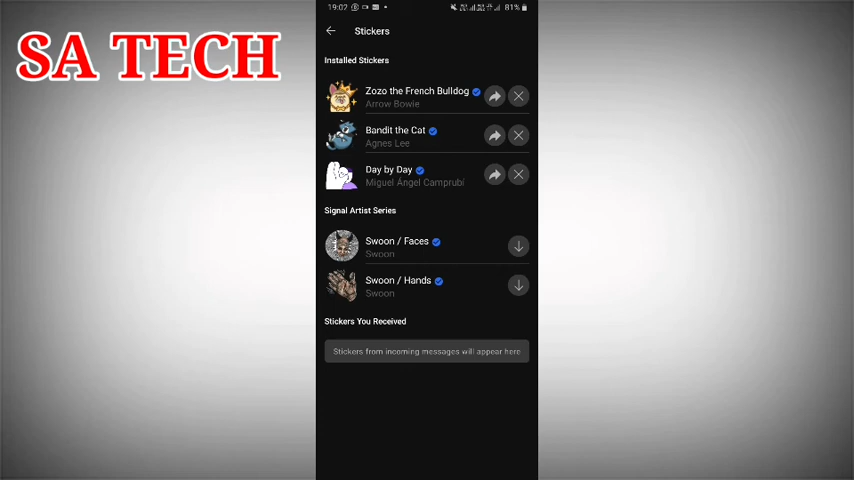 SA TECH
19:02
81%
Stickers
Installed Stickers
Zozo the French Bulldog
Arrow Bowie
Bandit the Cat
Agnes Lee
Day by Day
Miguel Ángel Camprubí
Signal Artist Series
Swoon / Faces
Swoon
Swoon / Hands
Swoon
Stickers You Received
Stickers from incoming messages will appear here